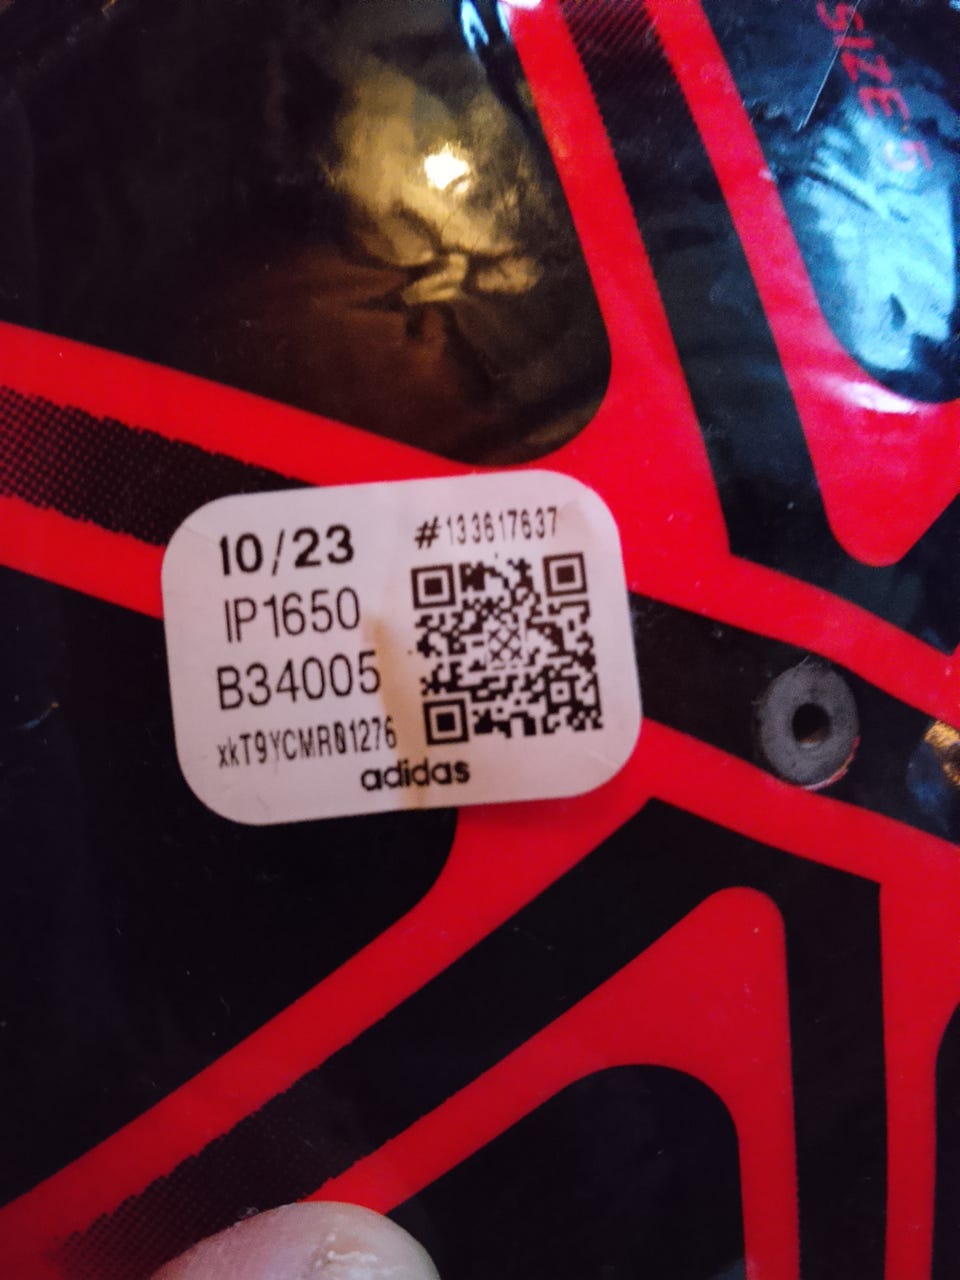 SIZE 5
10/23
#133617637
IP1650
B34005
xkT9YCMR01276
adidas